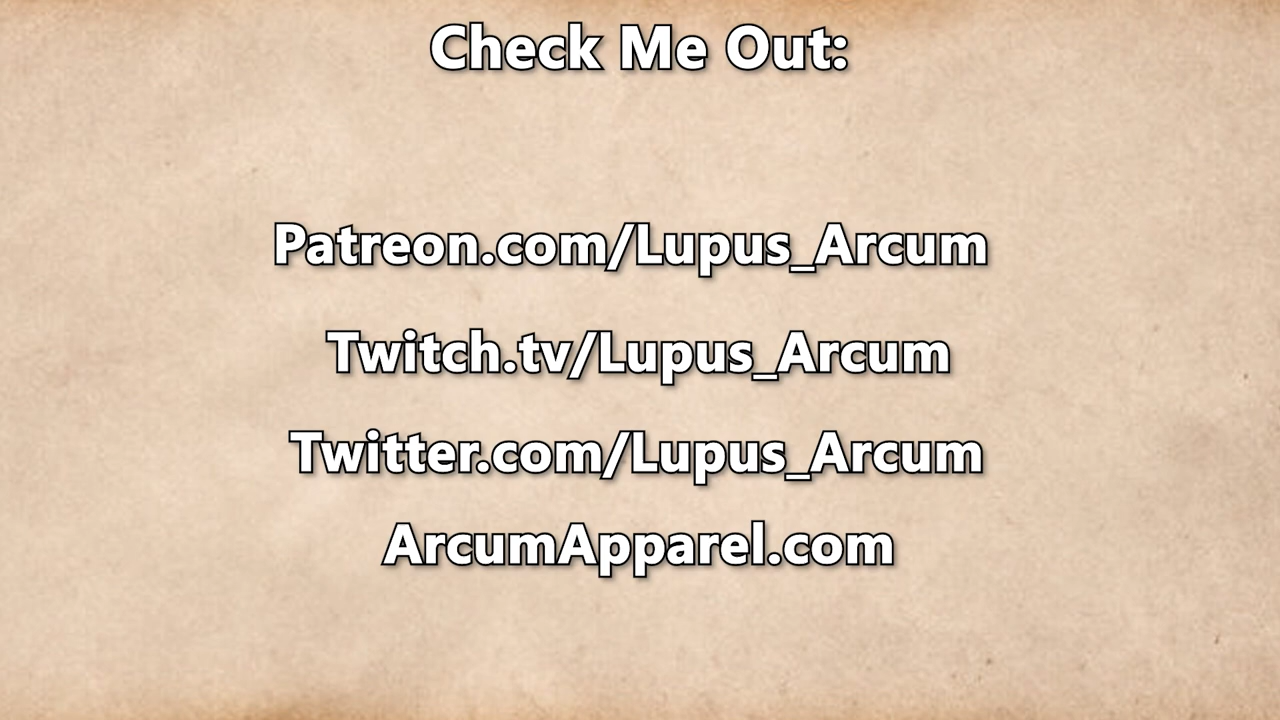 Check Me Out:
Patreon.com/Lupus_Arcum
Twitch.tv/Lupus_Arcum
Twitter.com/Lupus_Arcum
ArcumApparel.com